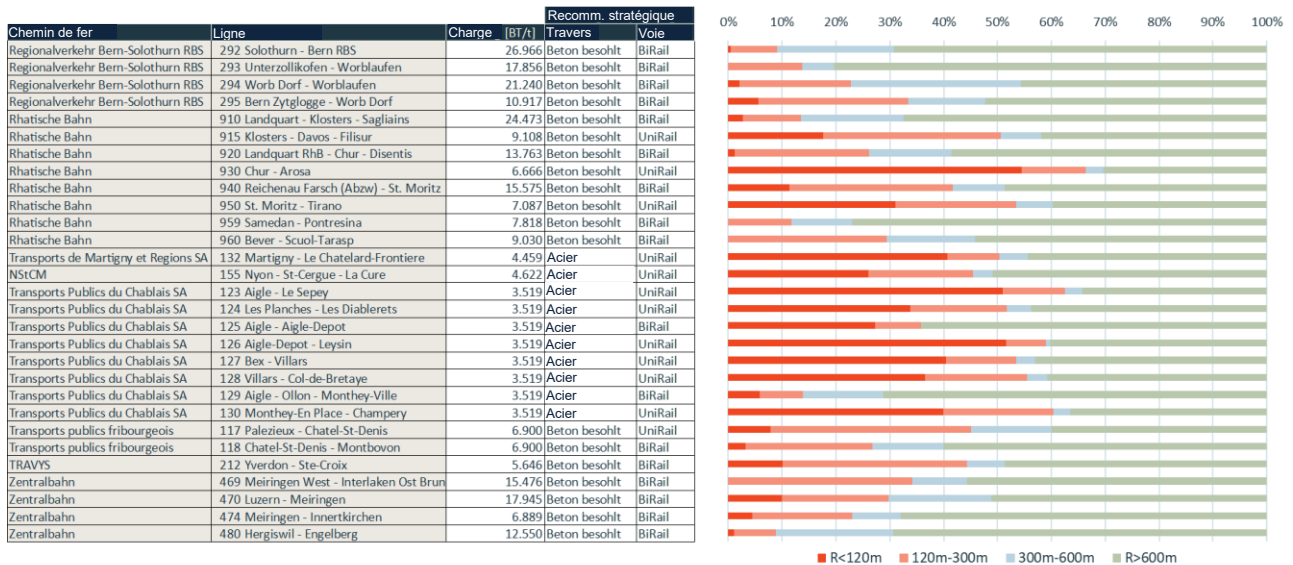 Recomm. stratégique
Chemin de fer Ligne Charge [BT/t] Travers Voie
Regionalverkehr Bern-Solothurn RBS 292 Solothurn - Bern RBS 26.966 Beton besohlt BiRail
Regionalverkehr Bern-Solothurn RBS 293 Unterzollikofen - Worblaufen 17.856 Beton besohlt BiRail
Regionalverkehr Bern-Solothurn RBS 294 Worb Dorf - Worblaufen 21.240 Beton besohlt BiRail
Regionalverkehr Bern-Solothurn RBS 295 Bern Zytglogge - Worb Dorf 10.917 Beton besohlt BiRail
Rhatische Bahn 910 Landquart - Klosters - Sagliains 24.473 Beton besohlt BiRail
Rhatische Bahn 915 Klosters - Davos - Filisur 9.108 Beton besohlt UniRail
Rhatische Bahn 920 Landquart RhB - Chur - Disentis 13.763 Beton besohlt BiRail
Rhatische Bahn 930 Chur - Arosa 6.666 Beton besohlt UniRail
Rhatische Bahn 940 Reichenau Farsch (Abzw) - St. Moritz 15.575 Beton besohlt BiRail
Rhatische Bahn 950 St. Moritz - Tirano 7.087 Beton besohlt UniRail
Rhatische Bahn 959 Samedan - Pontresina 7.818 Beton besohlt BiRail
Rhatische Bahn 960 Bever - Scuol-Tarasp 9.030 Beton besohlt BiRail
Transports de Martigny et Regions SA 132 Martigny - Le Chatelard-Frontiere 4.459 Acier UniRail
NStCM 155 Nyon - St-Cergue - La Cure 4.622 Acier UniRail
Transports Publics du Chablais SA 123 Aigle - Le Sepey 3.519 Acier UniRail
Transports Publics du Chablais SA 124 Les Planches - Les Diablerets 3.519 Acier UniRail
Transports Publics du Chablais SA 125 Aigle - Aigle-Depot 3.519 Acier BiRail
Transports Publics du Chablais SA 126 Aigle-Depot - Leysin 3.519 Acier UniRail
Transports Publics du Chablais SA 127 Bex - Villars 3.519 Acier UniRail
Transports Publics du Chablais SA 128 Villars - Col-de-Bretaye 3.519 Acier UniRail
Transports Publics du Chablais SA 129 Aigle - Ollon - Monthey-Ville 3.519 Acier BiRail
Transports Publics du Chablais SA 130 Monthey-En Place - Champery 3.519 Acier UniRail
Transports publics fribourgeois 117 Palezieux - Chatel-St-Denis 6.900 Beton besohlt UniRail
Transports publics fribourgeois 118 Chatel-St-Denis - Montbovon 6.900 Beton besohlt BiRail
TRAVYS 212 Yverdon - Ste-Croix 5.646 Beton besohlt BiRail
Zentralbahn 469 Meiringen West - Interlaken Ost Brun 15.476 Beton besohlt BiRail
Zentralbahn 470 Luzern - Meiringen 17.945 Beton besohlt BiRail
Zentralbahn 474 Meiringen - Innertkirchen 6.889 Beton besohlt BiRail
Zentralbahn 480 Hergiswil - Engelberg 12.550 Beton besohlt BiRail
0% 10% 20% 30% 40% 50% 60% 70% 80% 90% 100%
R<120m 120m-300m 300m-600m R>600m